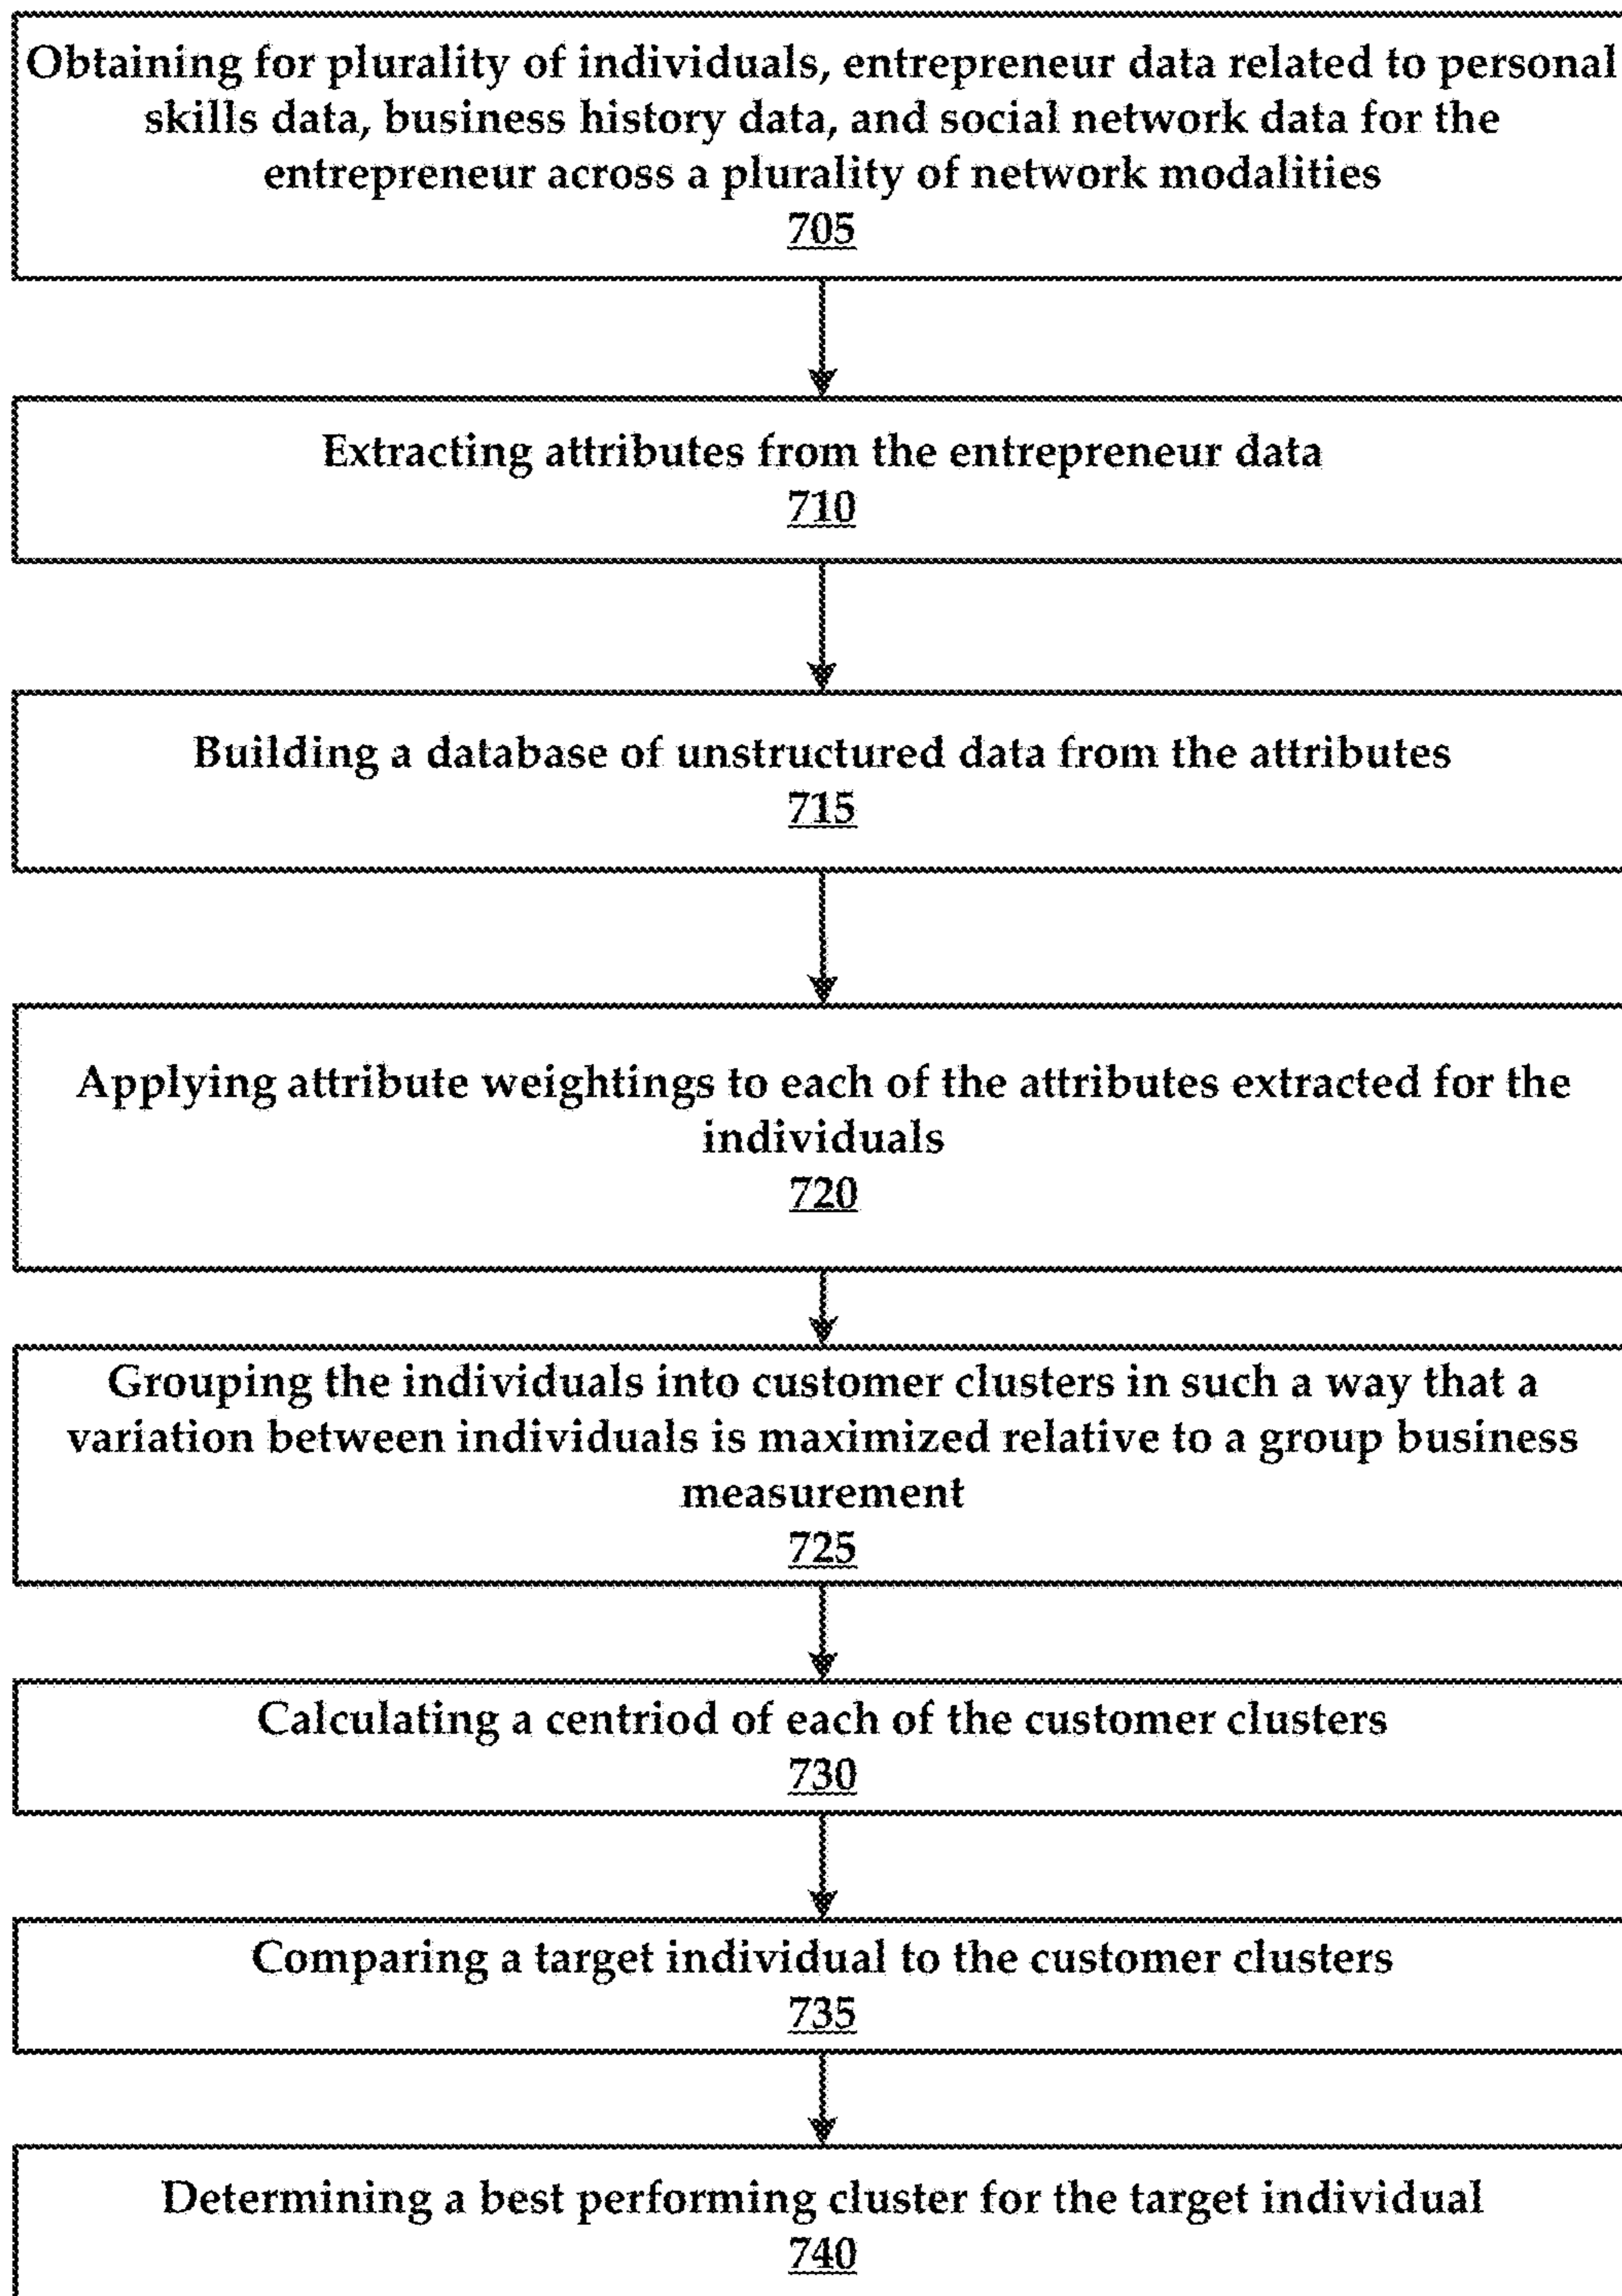 Obtaining for plurality of individuals, entrepreneur data related to personal
skills data, business history data, and social network data for the
entrepreneur across a plurality of network modalities
705
Extracting attributes from the entrepreneur data
710
Building a database of unstructured data from the attributes
715
Applying attribute weightings to each of the attributes extracted for the
individuals
720
Grouping the individuals into customer clusters in such a way that a
variation between individuals is maximized relative to a group business
measurement
725
Calculating a centriod of each of the customer clusters
730
Comparing a target individual to the customer clusters
735
Determining a best performing cluster for the target individual
740